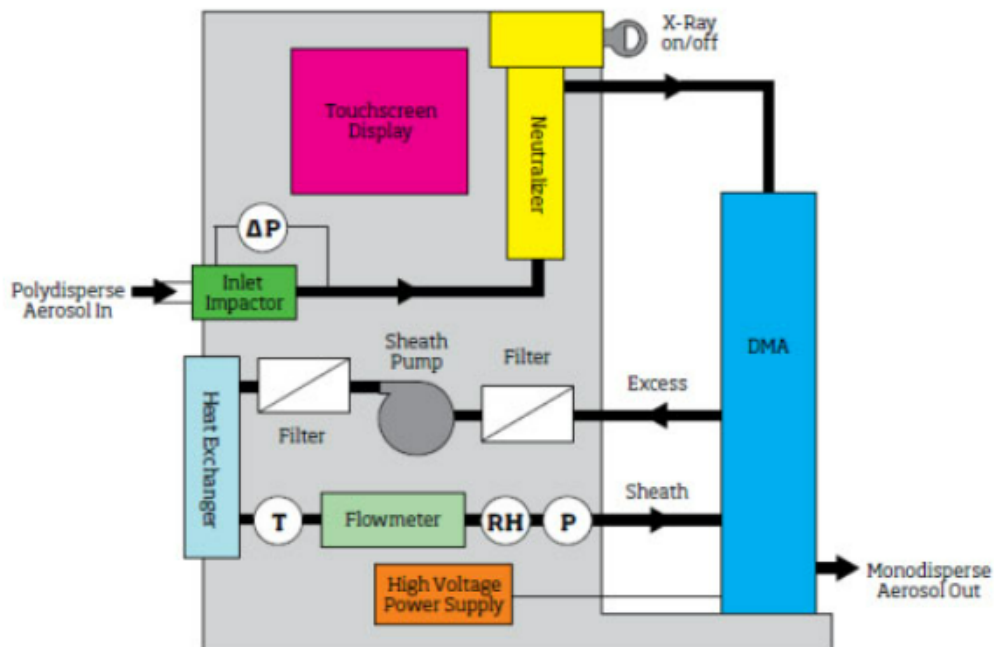 X-Ray
on/off
Touchscreen
Display
Neutralizer
ΔP
Polydisperse
Aerosol In
Inlet
Impactor
Sheath
Pump
Filter
DMA
Excess
Heat Exchanger
Filter
Sheath
T
Flowmeter
RH
P
High Voltage
Power Supply
Monodisperse
Aerosol Out